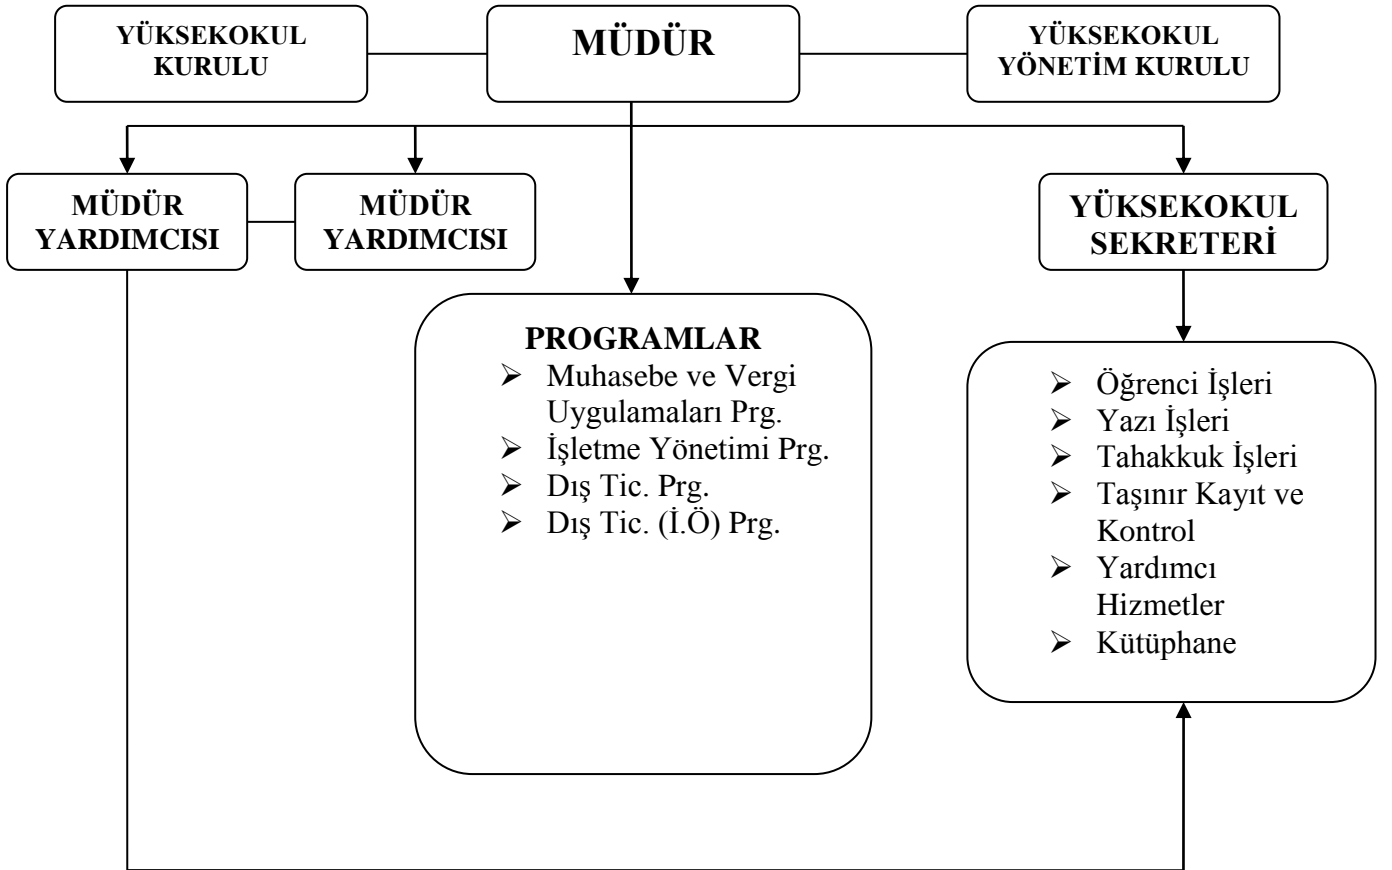 YÜKSEKOKUL
KURULU
MÜDÜR
YÜKSEKOKUL
YÖNETİM KURULU
MÜDÜR
YARDIMCISI
MÜDÜR
YARDIMCISI
YÜKSEKOKUL
SEKRETERİ
PROGRAMLAR
➢ Muhasebe ve Vergi
Uygulamaları Prg.
➢ İşletme Yönetimi Prg.
➢ Dış Tic. Prg.
➢ Dış Tic. (İ.Ö) Prg.
➢ Öğrenci İşleri
➢ Yazı İşleri
➢ Tahakkuk İşleri
➢ Taşınır Kayıt ve
Kontrol
➢ Yardımcı
Hizmetler
➢ Kütüphane